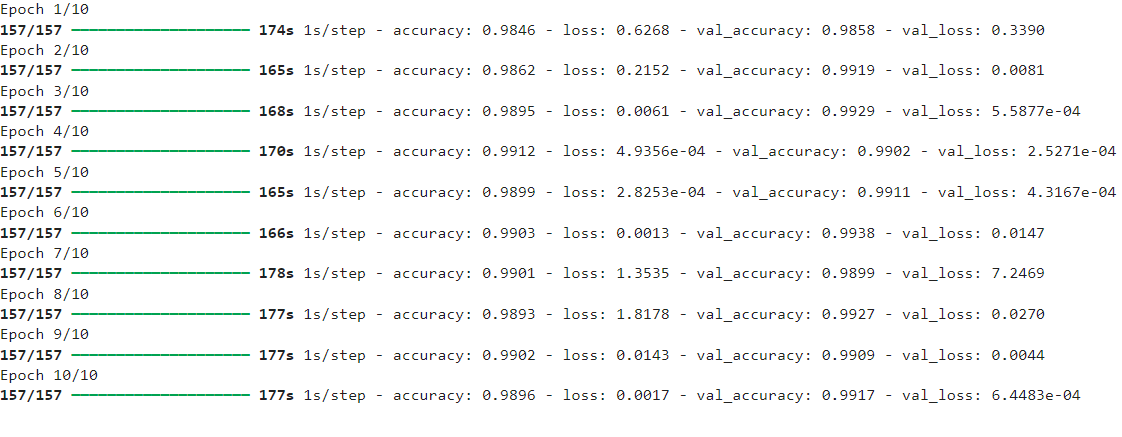 Epoch 1/10
157/157 ━━━━━━━━━━━━━━━━━━━━ 174s 1s/step - accuracy: 0.9846 - loss: 0.6268 - val_accuracy: 0.9858 - val_loss: 0.3390
Epoch 2/10
157/157 ━━━━━━━━━━━━━━━━━━━━ 165s 1s/step - accuracy: 0.9862 - loss: 0.2152 - val_accuracy: 0.9919 - val_loss: 0.0081
Epoch 3/10
157/157 ━━━━━━━━━━━━━━━━━━━━ 168s 1s/step - accuracy: 0.9895 - loss: 0.0061 - val_accuracy: 0.9929 - val_loss: 5.5877e-04
Epoch 4/10
157/157 ━━━━━━━━━━━━━━━━━━━━ 170s 1s/step - accuracy: 0.9912 - loss: 4.9356e-04 - val_accuracy: 0.9902 - val_loss: 2.5271e-04
Epoch 5/10
157/157 ━━━━━━━━━━━━━━━━━━━━ 165s 1s/step - accuracy: 0.9899 - loss: 2.8253e-04 - val_accuracy: 0.9911 - val_loss: 4.3167e-04
Epoch 6/10
157/157 ━━━━━━━━━━━━━━━━━━━━ 166s 1s/step - accuracy: 0.9903 - loss: 0.0013 - val_accuracy: 0.9938 - val_loss: 0.0147
Epoch 7/10
157/157 ━━━━━━━━━━━━━━━━━━━━ 178s 1s/step - accuracy: 0.9901 - loss: 1.3535 - val_accuracy: 0.9899 - val_loss: 7.2469
Epoch 8/10
157/157 ━━━━━━━━━━━━━━━━━━━━ 177s 1s/step - accuracy: 0.9893 - loss: 1.8178 - val_accuracy: 0.9927 - val_loss: 0.0270
Epoch 9/10
157/157 ━━━━━━━━━━━━━━━━━━━━ 177s 1s/step - accuracy: 0.9902 - loss: 0.0143 - val_accuracy: 0.9909 - val_loss: 0.0044
Epoch 10/10
157/157 ━━━━━━━━━━━━━━━━━━━━ 177s 1s/step - accuracy: 0.9896 - loss: 0.0017 - val_accuracy: 0.9917 - val_loss: 6.4483e-04